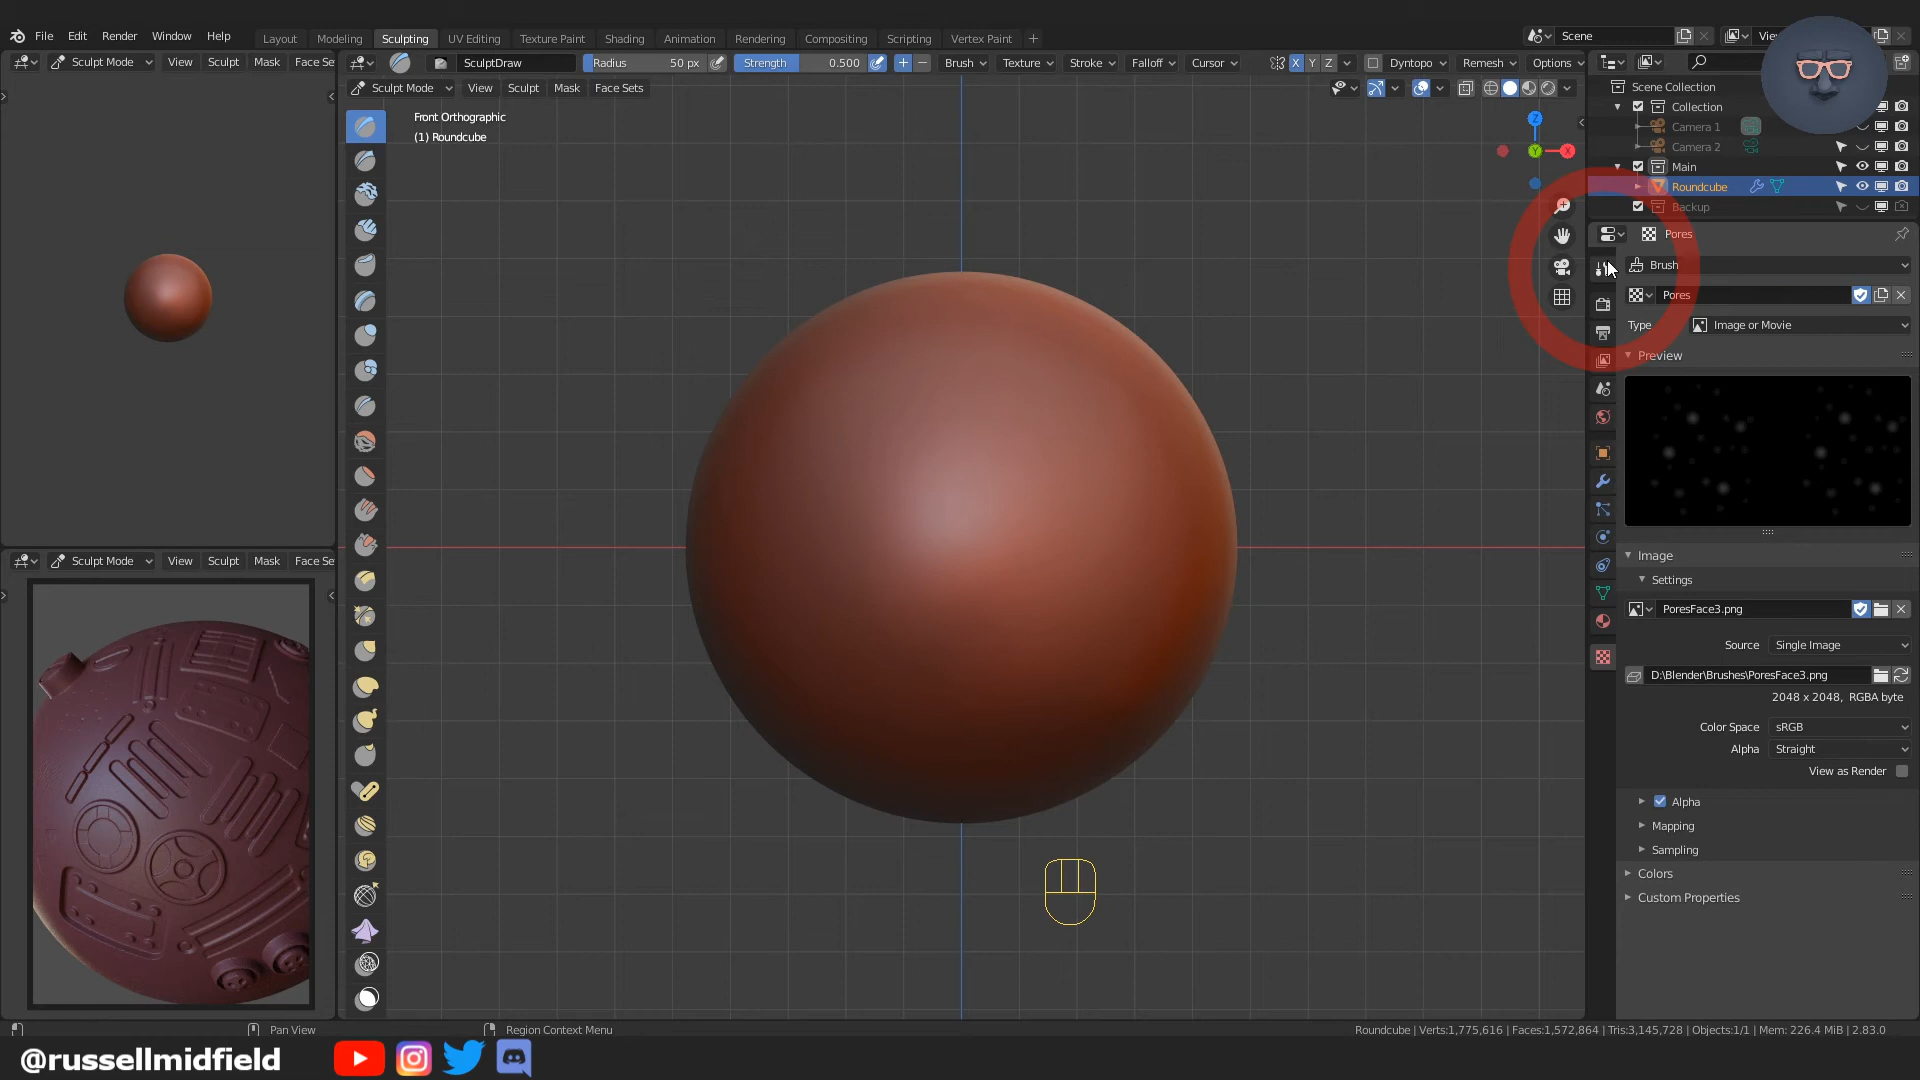 File Edit Render Window Help Layout Modeling Sculpting UV Editing Texture Paint Shading Animation Rendering Compositing Scripting Vertex Paint + Scene
Sculpt Mode View Sculpt Mask Face Se
SculptDraw Radius 50 px Strength 0.500 Brush Texture Stroke Falloff Cursor X Y Z Dyntopo Remesh Options
Sculpt Mode View Sculpt Mask Face Sets
Front Orthographic
(1) Roundcube
Z
Y
X
Scene Collection
Collection
Camera 1
Camera 2
Main
Roundcube
Backup
Pores
Brush
Pores
Type Image or Movie
Preview
Image
Settings
PoresFace3.png
Source Single Image
D:\Blender\Brushes\PoresFace3.png
2048 x 2048, RGBA byte
Color Space sRGB
Alpha Straight
View as Render
Alpha
Mapping
Sampling
Colors
Custom Properties
Sculpt Mode View Sculpt Mask Face Se
Pan View Region Context Menu Roundcube | Verts:1,775,616 | Faces:1,572,864 | Tris:3,145,728 | Objects:1/1 | Mem: 226.4 MiB | 2.83.0
@russellmidfield